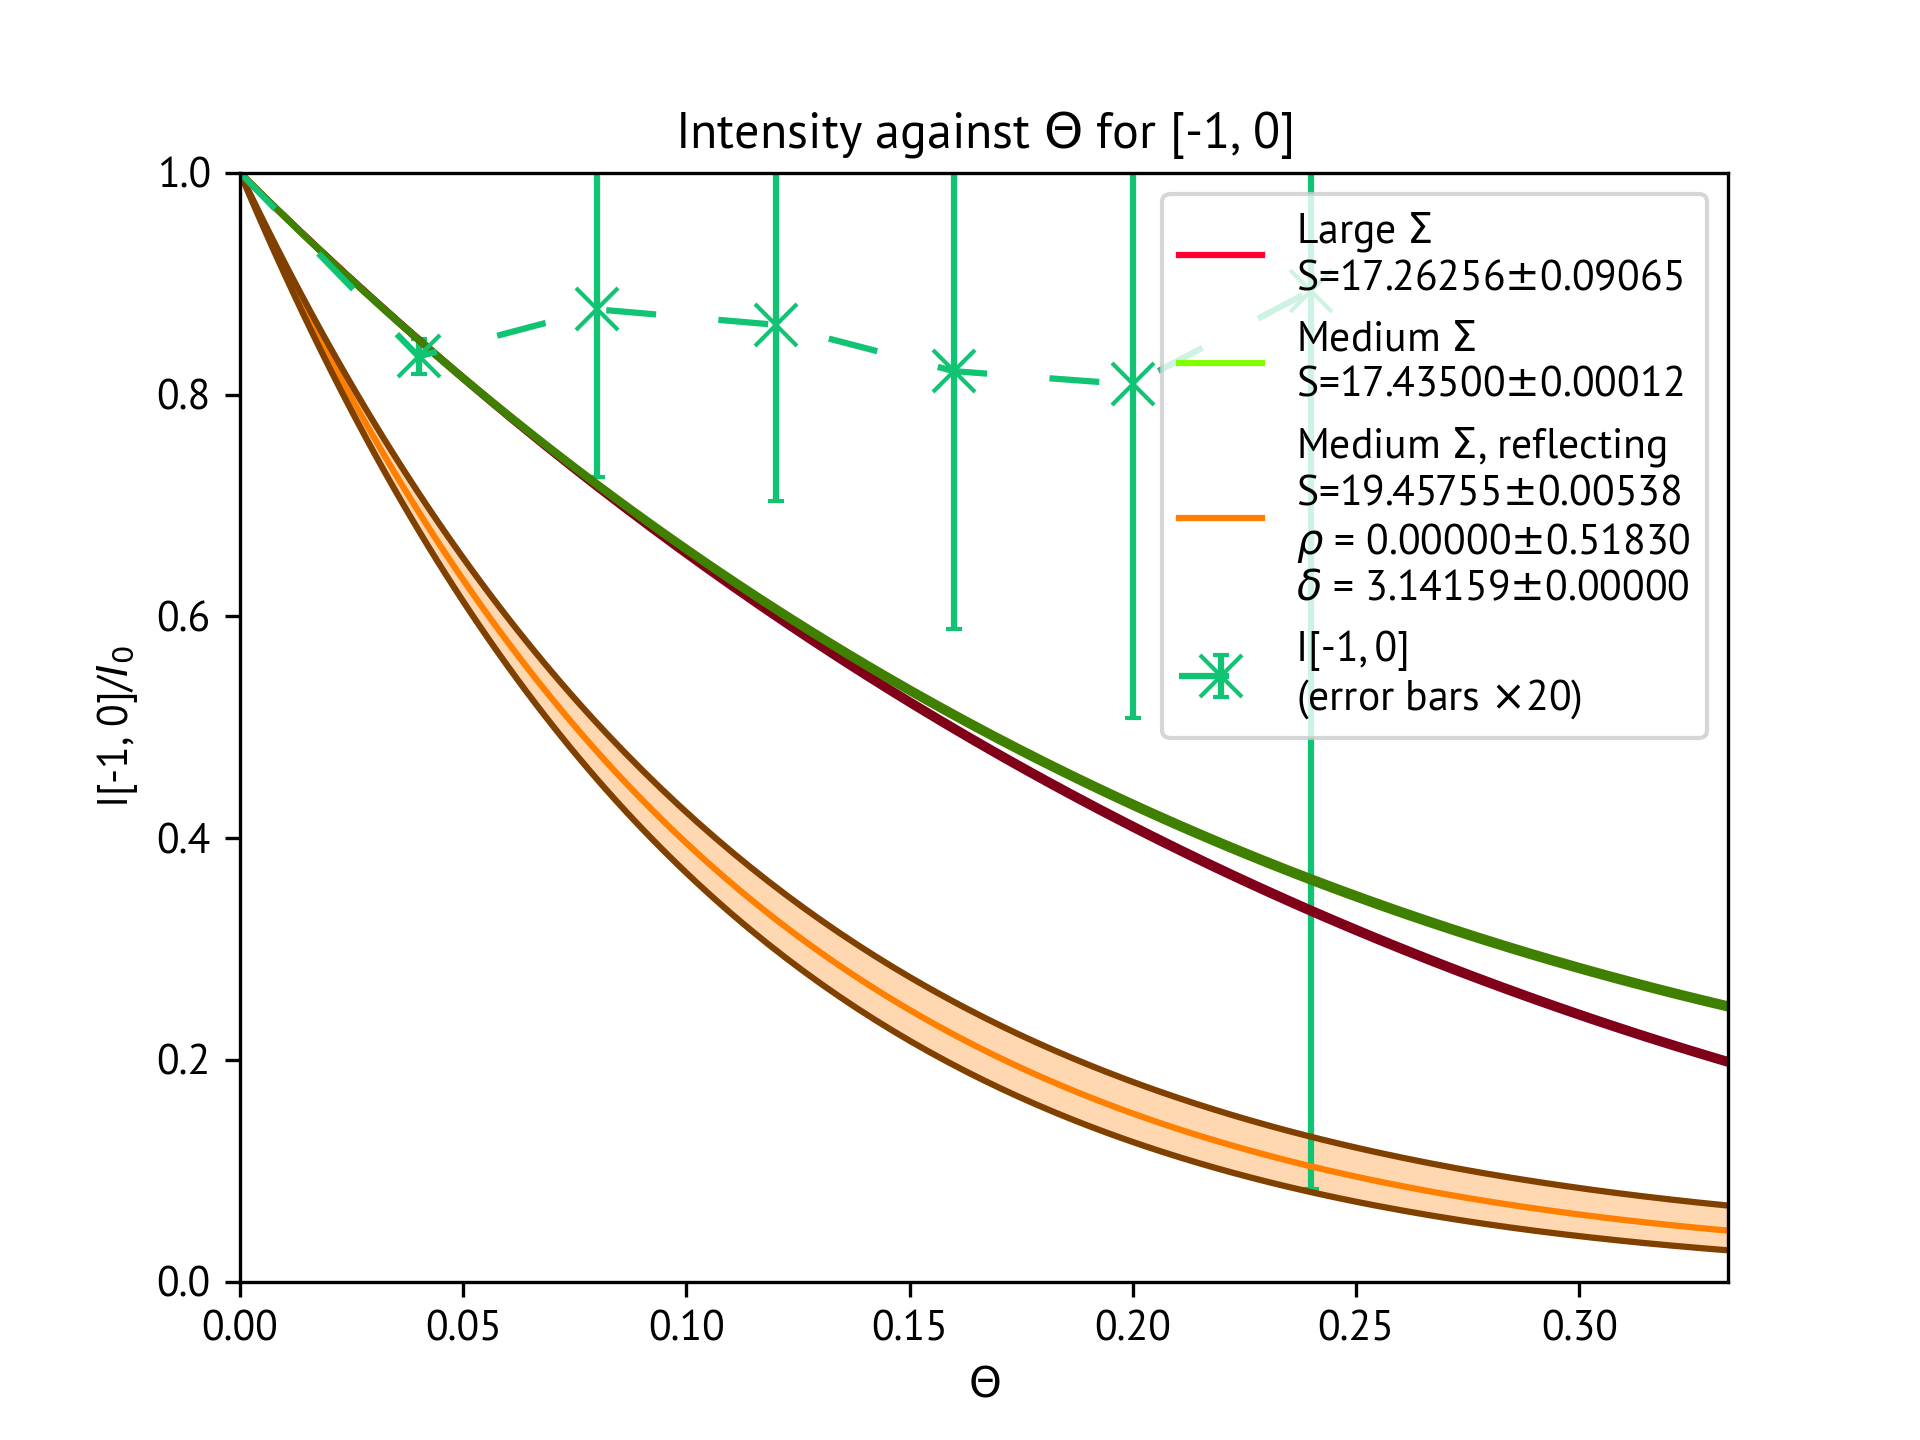 Intensity against Θ for [-1, 0]
I[-1, 0]/I₀
1.0
0.8
0.6
0.4
0.2
0.0
0.00 0.05 0.10 0.15 0.20 0.25 0.30
Θ
Large Σ
S=17.26256±0.09065
Medium Σ
S=17.43500±0.00012
Medium Σ, reflecting
S=19.45755±0.00538
ρ = 0.00000±0.51830
δ = 3.14159±0.00000
I[-1, 0]
(error bars ×20)